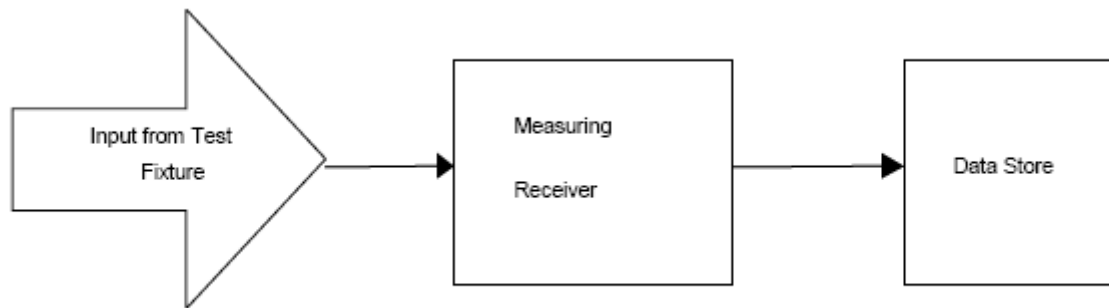 Input from Test
Fixture
Measuring
Receiver
Data Store